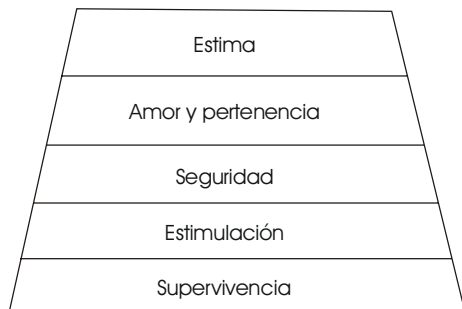 Estima
Amor y pertenencia
Seguridad
Estimulación
Supervivencia